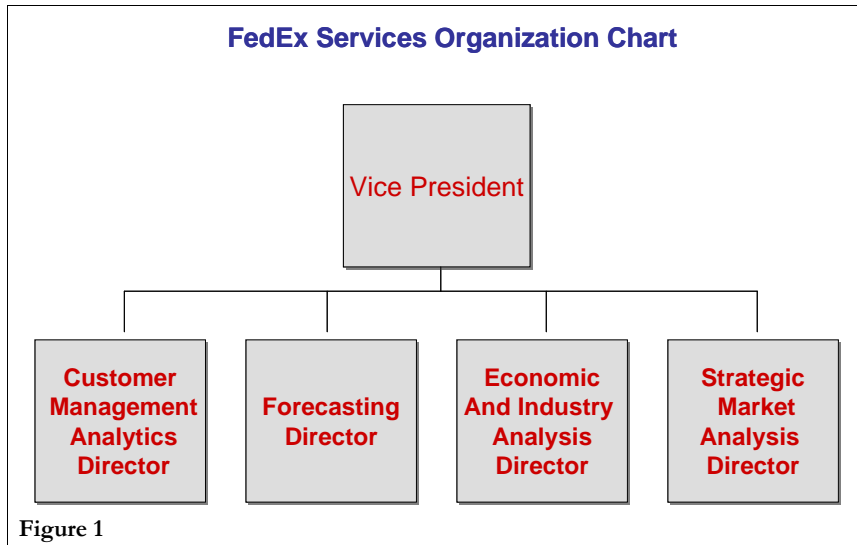 FedEx Services Organization Chart
Vice President
Customer
Management
Analytics
Director
Forecasting
Director
Economic
And Industry
Analysis
Director
Strategic
Market
Analysis
Director
Figure 1